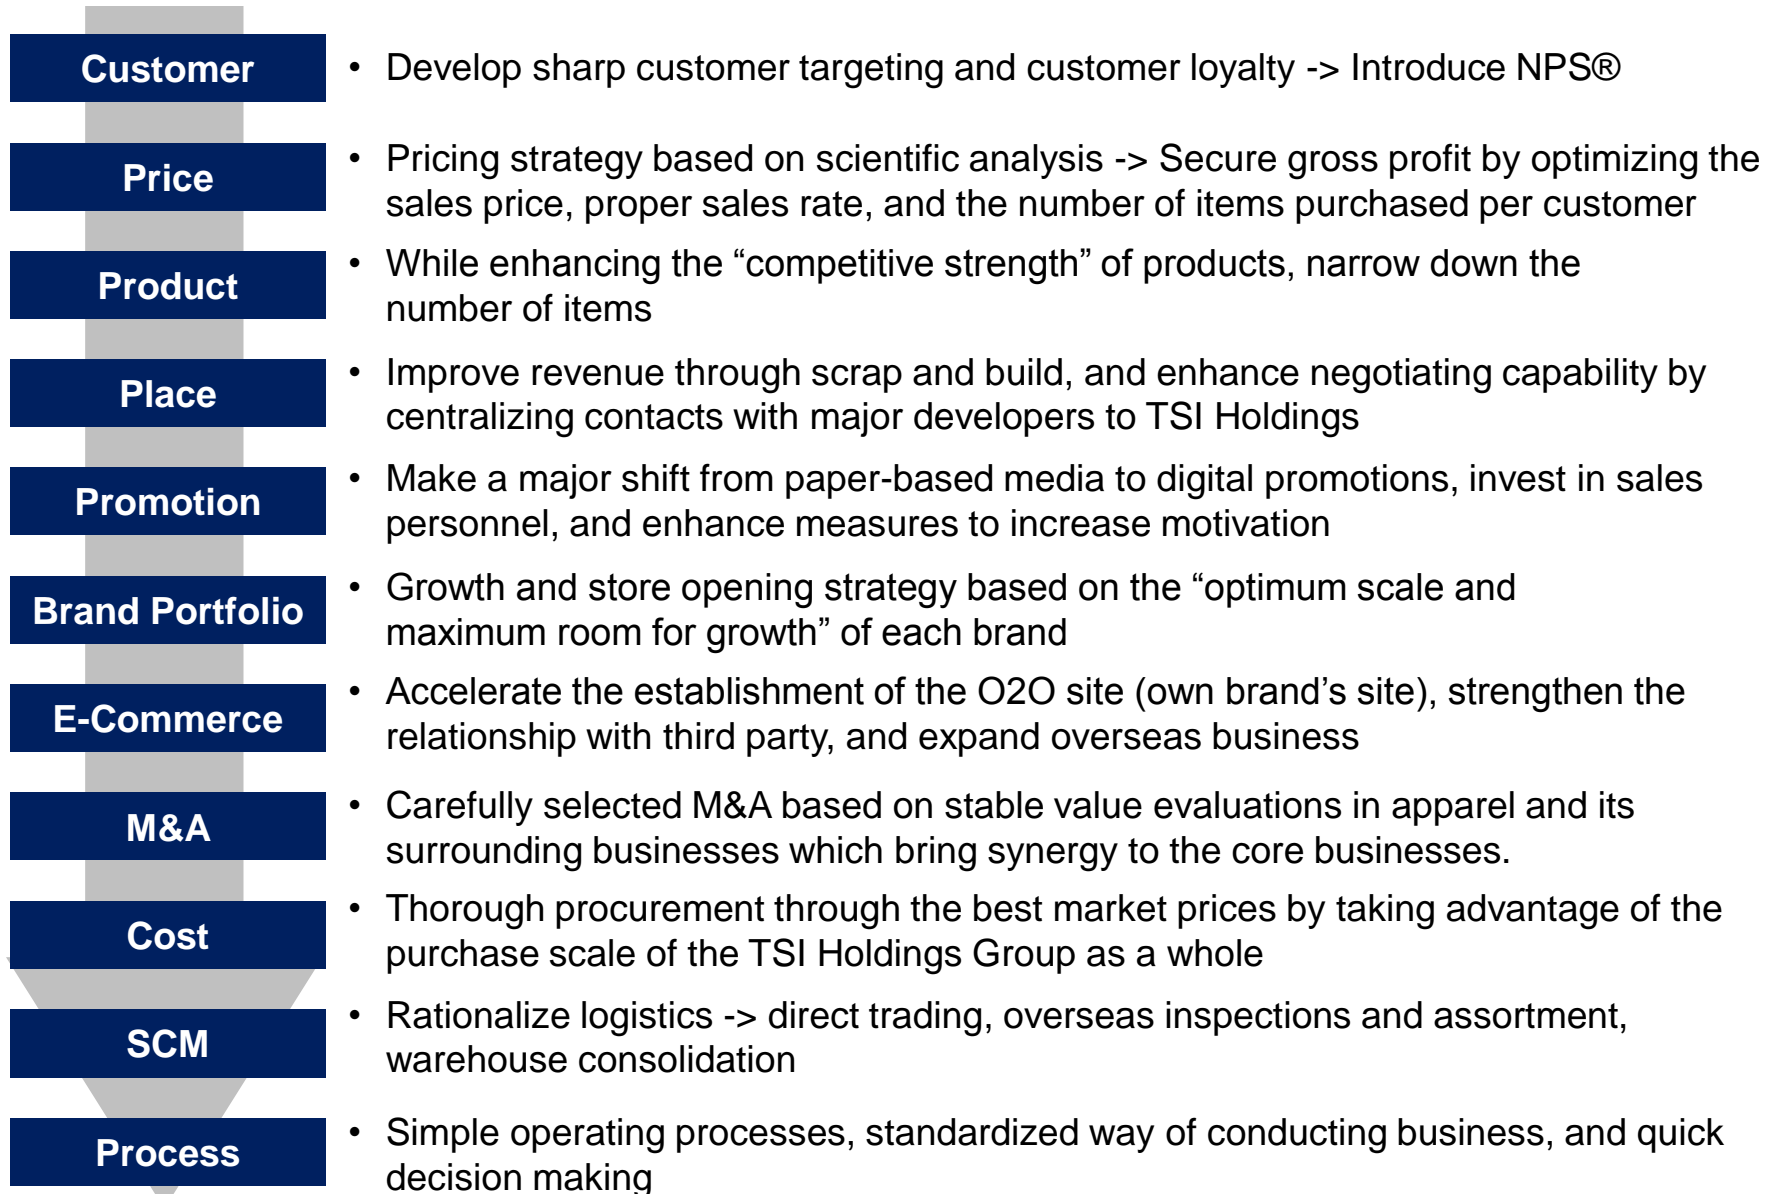 Customer
• Develop sharp customer targeting and customer loyalty -> Introduce NPS®
Price
• Pricing strategy based on scientific analysis -> Secure gross profit by optimizing the
sales price, proper sales rate, and the number of items purchased per customer
Product
• While enhancing the “competitive strength” of products, narrow down the
number of items
Place
• Improve revenue through scrap and build, and enhance negotiating capability by
centralizing contacts with major developers to TSI Holdings
Promotion
• Make a major shift from paper-based media to digital promotions, invest in sales
personnel, and enhance measures to increase motivation
Brand Portfolio
• Growth and store opening strategy based on the “optimum scale and
maximum room for growth” of each brand
E-Commerce
• Accelerate the establishment of the O2O site (own brand’s site), strengthen the
relationship with third party, and expand overseas business
M&A
• Carefully selected M&A based on stable value evaluations in apparel and its
surrounding businesses which bring synergy to the core businesses.
Cost
• Thorough procurement through the best market prices by taking advantage of the
purchase scale of the TSI Holdings Group as a whole
SCM
• Rationalize logistics -> direct trading, overseas inspections and assortment,
warehouse consolidation
Process
• Simple operating processes, standardized way of conducting business, and quick
decision making